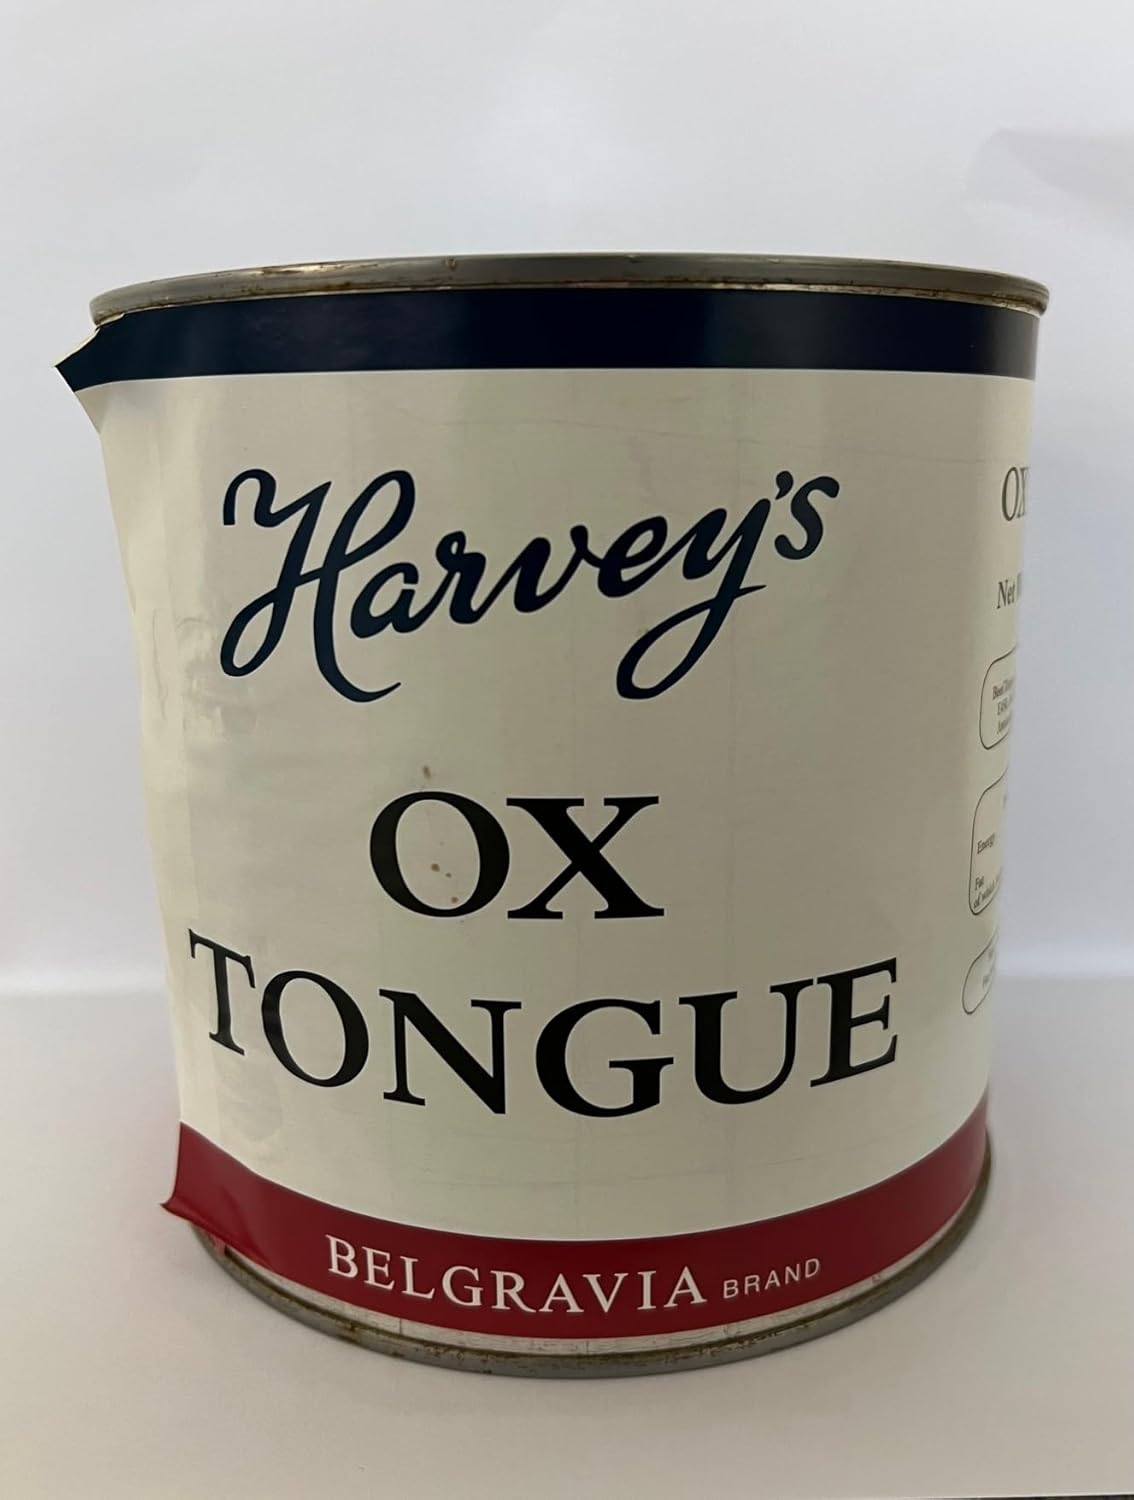 Harvey's
OX
TONGUE
BELGRAVIA BRAND
OX
Net
Energy
Fat